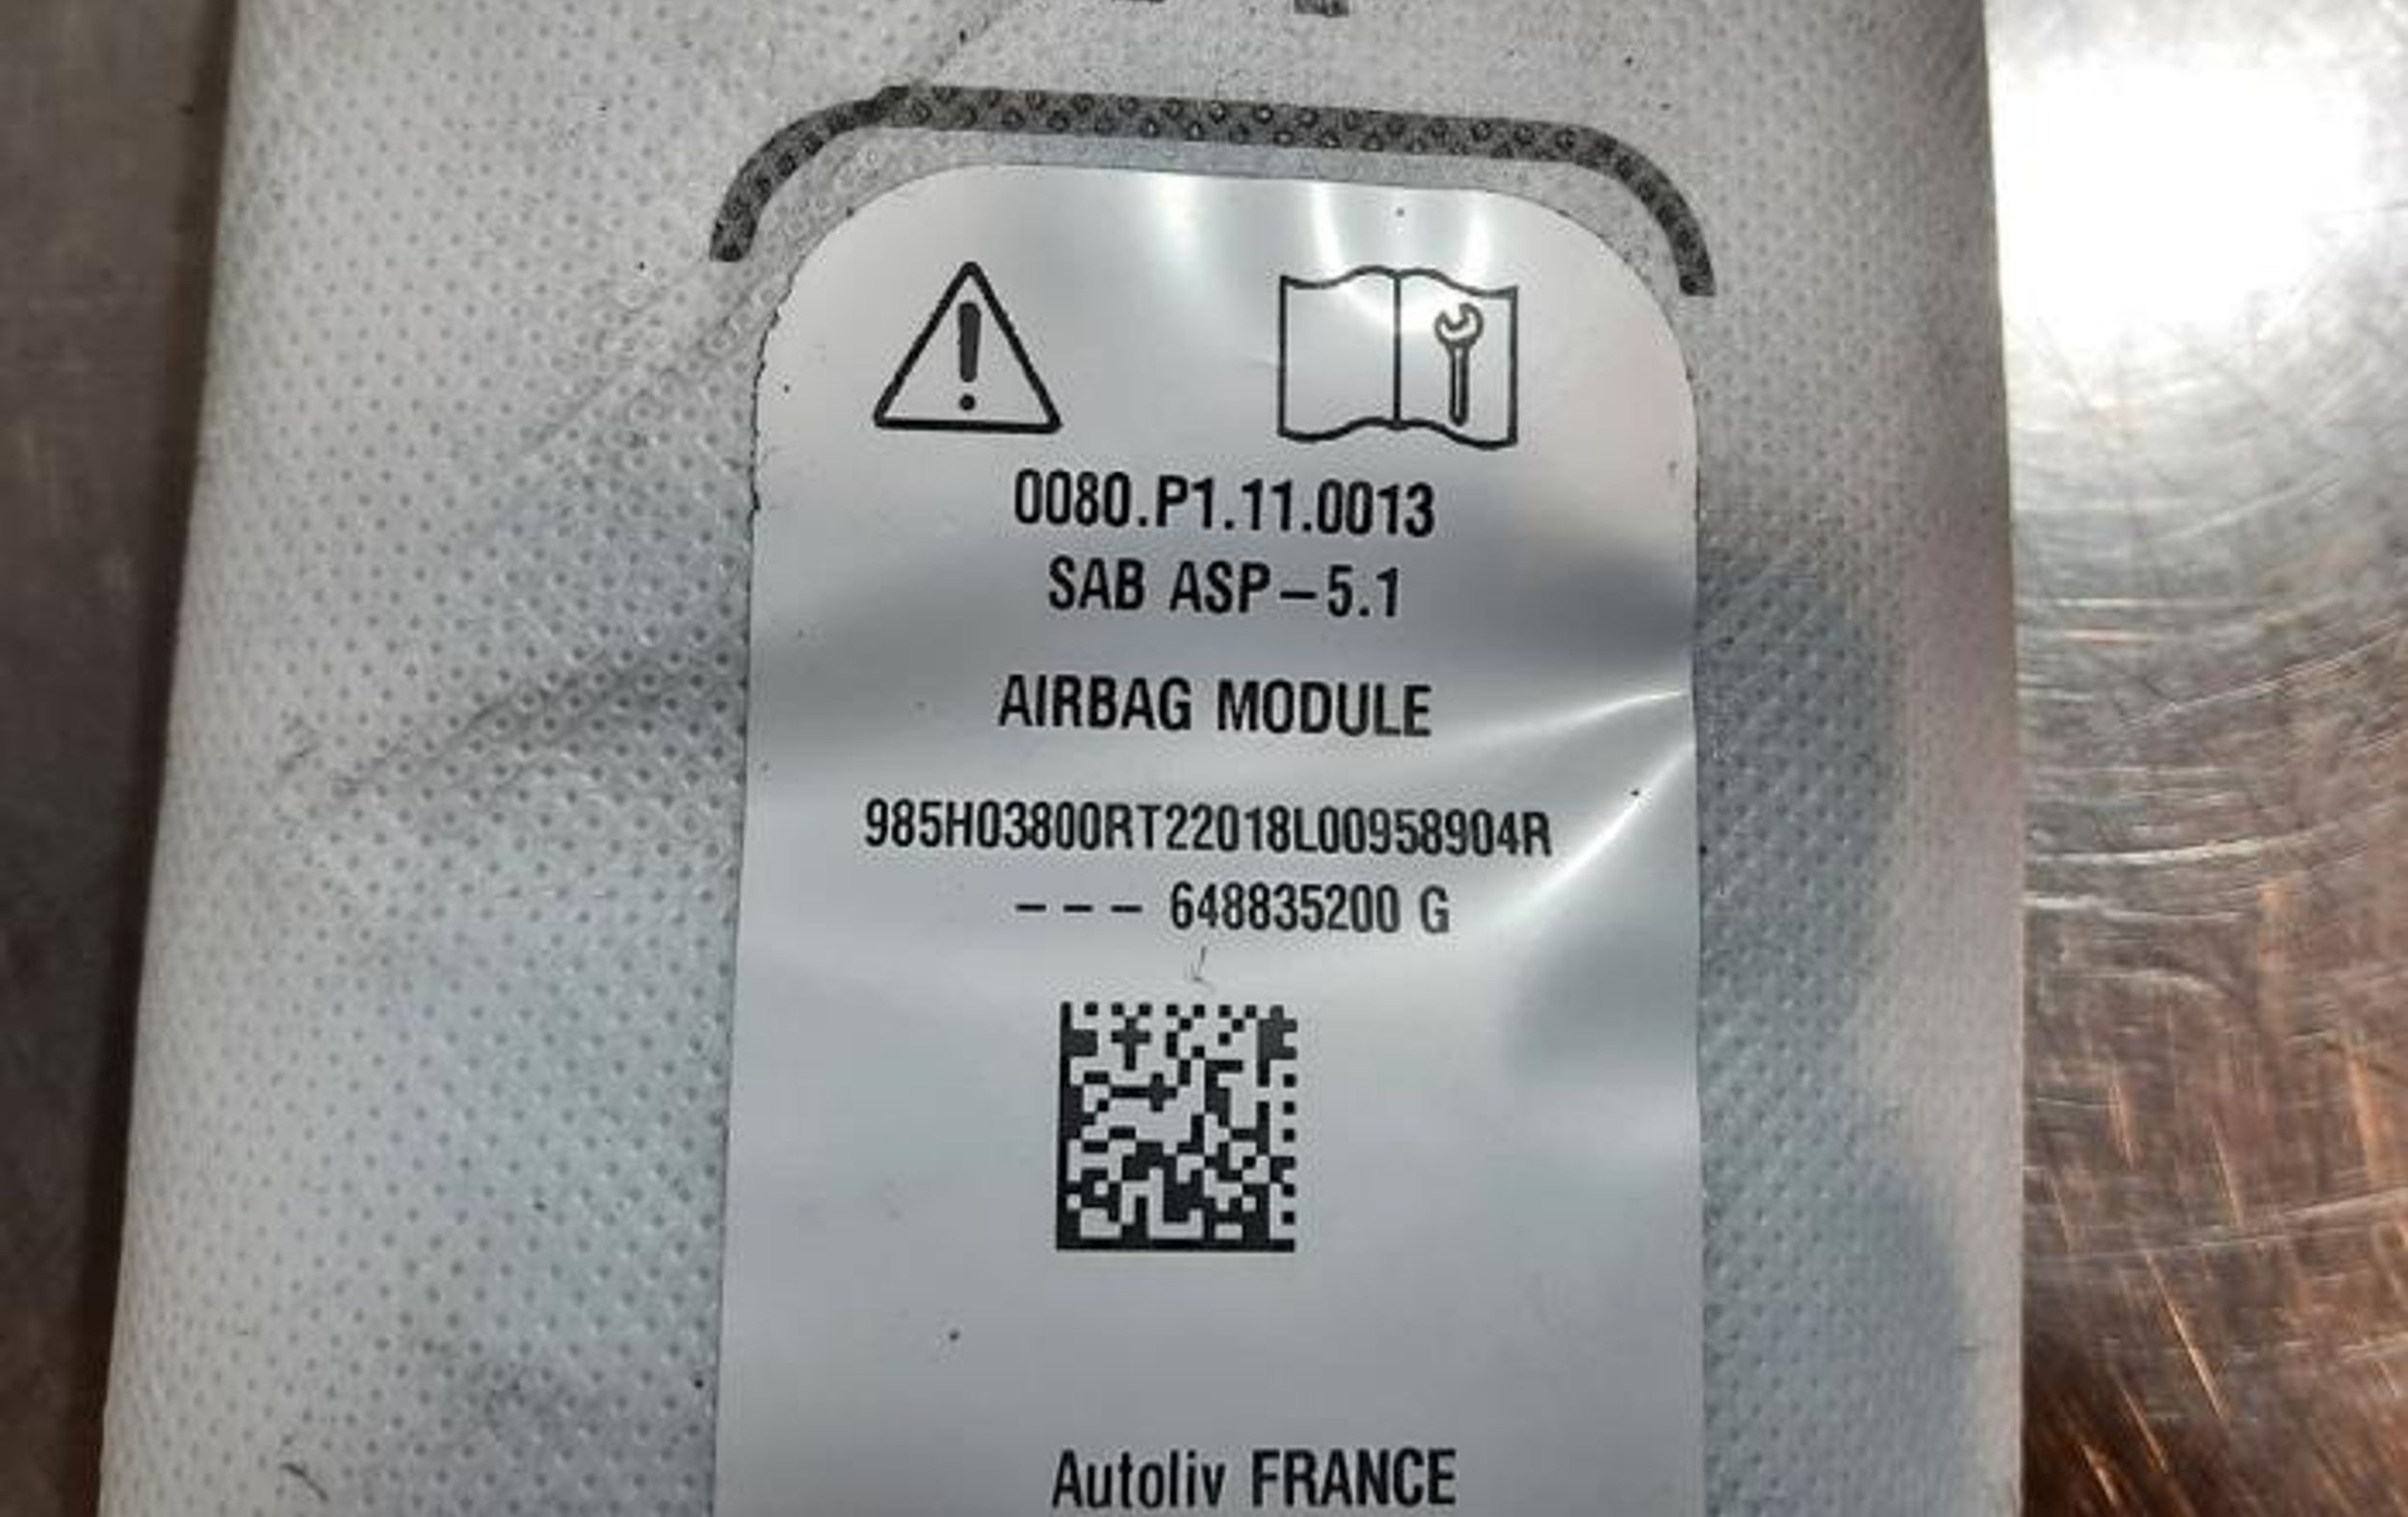 0080.P1.11.0013
SAB ASP-5.1
AIRBAG MODULE
985H03800RT22018L00958904R
--- 648835200 G
Autoliv FRANCE